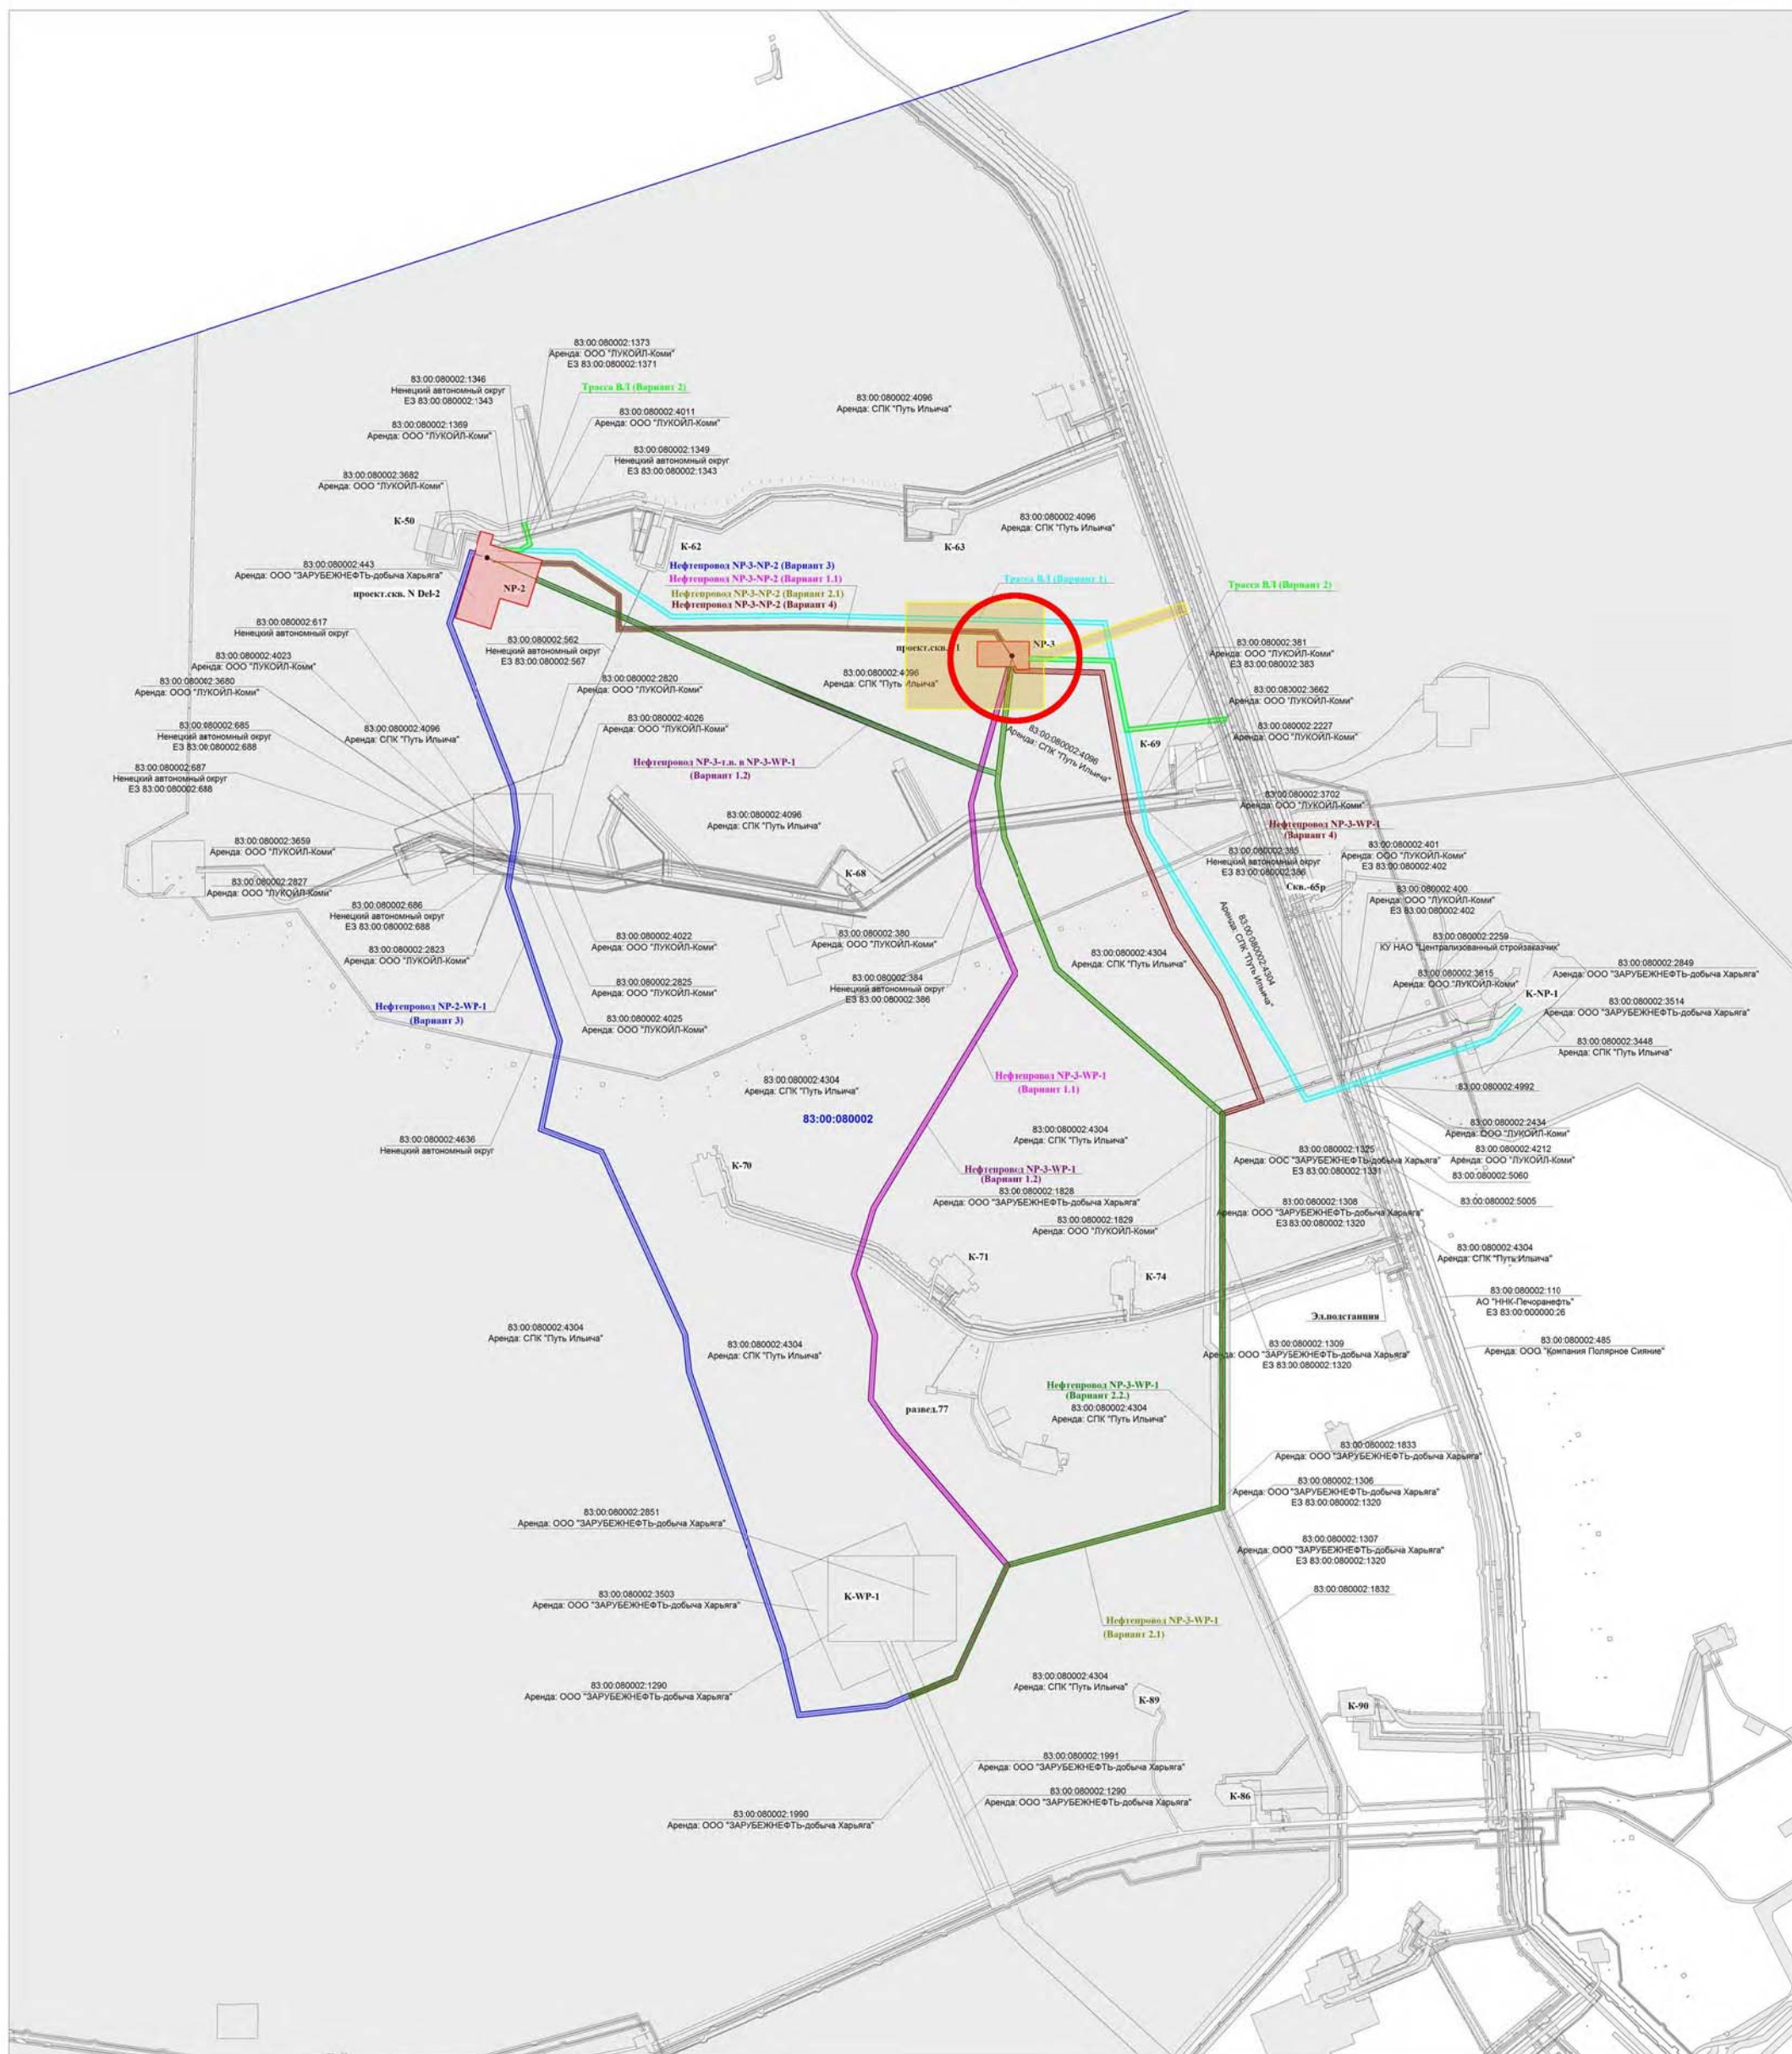 83:00:080002:1373
Аренда: ООО "ЛУКОЙЛ-Коми"
ЕЗ 83:00:080002:1371
83:00:080002:1346
Ненецкий автономный округ
ЕЗ 83:00:080002:1343
Трасса ВЛ (Вариант 2)
83:00:080002:4011
Аренда: ООО "ЛУКОЙЛ-Коми"
83:00:080002:4096
Аренда: СПК "Путь Ильича"
83:00:080002:1369
Аренда: ООО "ЛУКОЙЛ-Коми"
83:00:080002:1349
Ненецкий автономный округ
ЕЗ 83:00:080002:1343
83:00:080002:3682
Аренда: ООО "ЛУКОЙЛ-Коми"
К-50
К-62
К-63
83:00:080002:4096
Аренда: СПК "Путь Ильича"
83:00:080002:443
Аренда: ООО "ЗАРУБЕЖНЕФТЬ-добыча Харьяга"
проект.скв. N Del-2
NP-2
Нефтепровод NP-3-NP-2 (Вариант 3)
Нефтепровод NP-3-NP-2 (Вариант 1.1)
Нефтепровод NP-3-NP-2 (Вариант 2.1)
Нефтепровод NP-3-NP-2 (Вариант 4)
Трасса ВЛ (Вариант 1)
Трасса ВЛ (Вариант 2)
83:00:080002:617
Ненецкий автономный округ
83:00:080002:562
Ненецкий автономный округ
ЕЗ 83:00:080002:567
проект.скв.
NP-3
83:00:080002:381
Аренда: ООО "ЛУКОЙЛ-Коми"
ЕЗ 83:00:080002:383
83:00:080002:4023
Аренда: ООО "ЛУКОЙЛ-Коми"
83:00:080002:3680
Аренда: ООО "ЛУКОЙЛ-Коми"
83:00:080002:2820
Аренда: ООО "ЛУКОЙЛ-Коми"
83:00:080002:4096
Аренда: СПК "Путь Ильича"
83:00:080002:3662
Аренда: ООО "ЛУКОЙЛ-Коми"
83:00:080002:685
Ненецкий автономный округ
ЕЗ 83:00:080002:688
83:00:080002:4096
Аренда: СПК "Путь Ильича"
83:00:080002:4026
Аренда: ООО "ЛУКОЙЛ-Коми"
83:00:080002:2227
Аренда: ООО "ЛУКОЙЛ-Коми"
83:00:080002:4096
Аренда: СПК "Путь Ильича"
К-69
83:00:080002:687
Ненецкий автономный округ
ЕЗ 83:00:080002:688
Нефтепровод NP-3-т.в. в NP-3-WP-1
(Вариант 1.2)
83:00:080002:3702
Аренда: ООО "ЛУКОЙЛ-Коми"
83:00:080002:4096
Аренда: СПК "Путь Ильича"
Нефтепровод NP-3-WP-1
(Вариант 4)
83:00:080002:3659
Аренда: ООО "ЛУКОЙЛ-Коми"
83:00:080002:385
Ненецкий автономный округ
ЕЗ 83:00:080002:386
83:00:080002:401
Аренда: ООО "ЛУКОЙЛ-Коми"
ЕЗ 83:00:080002:402
83:00:080002:2827
Аренда: ООО "ЛУКОЙЛ-Коми"
К-68
Скв.-65р
83:00:080002:400
Аренда: ООО "ЛУКОЙЛ-Коми"
ЕЗ 83:00:080002:402
83:00:080002:686
Ненецкий автономный округ
ЕЗ 83:00:080002:688
83:00:080002:4022
Аренда: ООО "ЛУКОЙЛ-Коми"
83:00:080002:380
Аренда: ООО "ЛУКОЙЛ-Коми"
83:00:080002:4304
Аренда: СПК "Путь Ильича"
83:00:080002:2259
КУ НАО "Централизованный стройзаказчик"
83:00:080002:2823
Аренда: ООО "ЛУКОЙЛ-Коми"
83:00:080002:4304
Аренда: СПК "Путь Ильича"
83:00:080002:2849
Аренда: ООО "ЗАРУБЕЖНЕФТЬ-добыча Харьяга"
83:00:080002:3615
Аренда: ООО "ЛУКОЙЛ-Коми"
83:00:080002:2825
Аренда: ООО "ЛУКОЙЛ-Коми"
83:00:080002:384
Ненецкий автономный округ
ЕЗ 83:00:080002:386
K-NP-1
83:00:080002:3514
Аренда: ООО "ЗАРУБЕЖНЕФТЬ-добыча Харьяга"
Нефтепровод NP-2-WP-1
(Вариант 3)
83:00:080002:4025
Аренда: ООО "ЛУКОЙЛ-Коми"
83:00:080002:3448
Аренда: СПК "Путь Ильича"
83:00:080002:4304
Аренда: СПК "Путь Ильича"
Нефтепровод NP-3-WP-1
(Вариант 1.1)
83:00:080002:4992
83:00:080002
83:00:080002:4636
Ненецкий автономный округ
83:00:080002:4304
Аренда: СПК "Путь Ильича"
83:00:080002:2434
Аренда: ООО "ЛУКОЙЛ-Коми"
83:00:080002:1325
Аренда: ООО "ЗАРУБЕЖНЕФТЬ-добыча Харьяга"
ЕЗ 83:00:080002:1331
83:00:080002:4212
Аренда: ООО "ЛУКОЙЛ-Коми"
К-70
Нефтепровод NP-3-WP-1
(Вариант 1.2)
83:00:080002:5060
83:00:080002:1828
Аренда: ООО "ЗАРУБЕЖНЕФТЬ-добыча Харьяга"
83:00:080002:1308
Аренда: ООО "ЗАРУБЕЖНЕФТЬ-добыча Харьяга"
ЕЗ 83:00:080002:1320
83:00:080002:5005
83:00:080002:1829
Аренда: ООО "ЛУКОЙЛ-Коми"
83:00:080002:4304
Аренда: СПК "Путь Ильича"
К-71
К-74
83:00:080002:110
АО "ННК-Печоранефть"
ЕЗ 83:00:000000:26
Эл.подстанция
83:00:080002:4304
Аренда: СПК "Путь Ильича"
83:00:080002:4304
Аренда: СПК "Путь Ильича"
83:00:080002:1309
Аренда: ООО "ЗАРУБЕЖНЕФТЬ-добыча Харьяга"
ЕЗ 83:00:080002:1320
83:00:080002:485
Аренда: ООО "Компания Полярное Сияние"
Нефтепровод NP-3-WP-1
(Вариант 2.2.)
83:00:080002:4304
Аренда: СПК "Путь Ильича"
развед.77
83:00:080002:1833
Аренда: ООО "ЗАРУБЕЖНЕФТЬ-добыча Харьяга"
83:00:080002:1306
Аренда: ООО "ЗАРУБЕЖНЕФТЬ-добыча Харьяга"
ЕЗ 83:00:080002:1320
83:00:080002:2851
Аренда: ООО "ЗАРУБЕЖНЕФТЬ-добыча Харьяга"
83:00:080002:1307
Аренда: ООО "ЗАРУБЕЖНЕФТЬ-добыча Харьяга"
ЕЗ 83:00:080002:1320
83:00:080002:3503
Аренда: ООО "ЗАРУБЕЖНЕФТЬ-добыча Харьяга"
K-WP-1
83:00:080002:1832
Нефтепровод NP-3-WP-1
(Вариант 2.1)
83:00:080002:1290
Аренда: ООО "ЗАРУБЕЖНЕФТЬ-добыча Харьяга"
83:00:080002:4304
Аренда: СПК "Путь Ильича"
К-89
К-90
83:00:080002:1991
Аренда: ООО "ЗАРУБЕЖНЕФТЬ-добыча Харьяга"
83:00:080002:1290
Аренда: ООО "ЗАРУБЕЖНЕФТЬ-добыча Харьяга"
К-86
83:00:080002:1990
Аренда: ООО "ЗАРУБЕЖНЕФТЬ-добыча Харьяга"